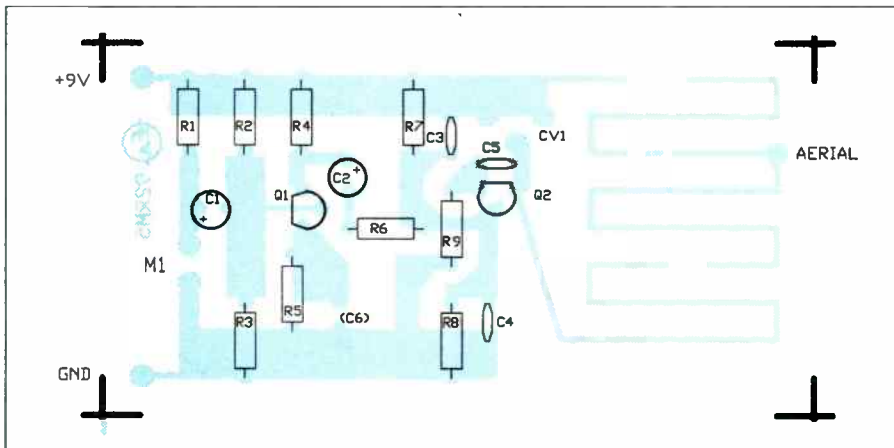 +9V
R1
R2
R4
R7
C3
CV1
C5
AERIAL
C2
+
C1
+
Q1
Q2
R6
R9
M1
R5
R3
(C6)
R8
C4
GND